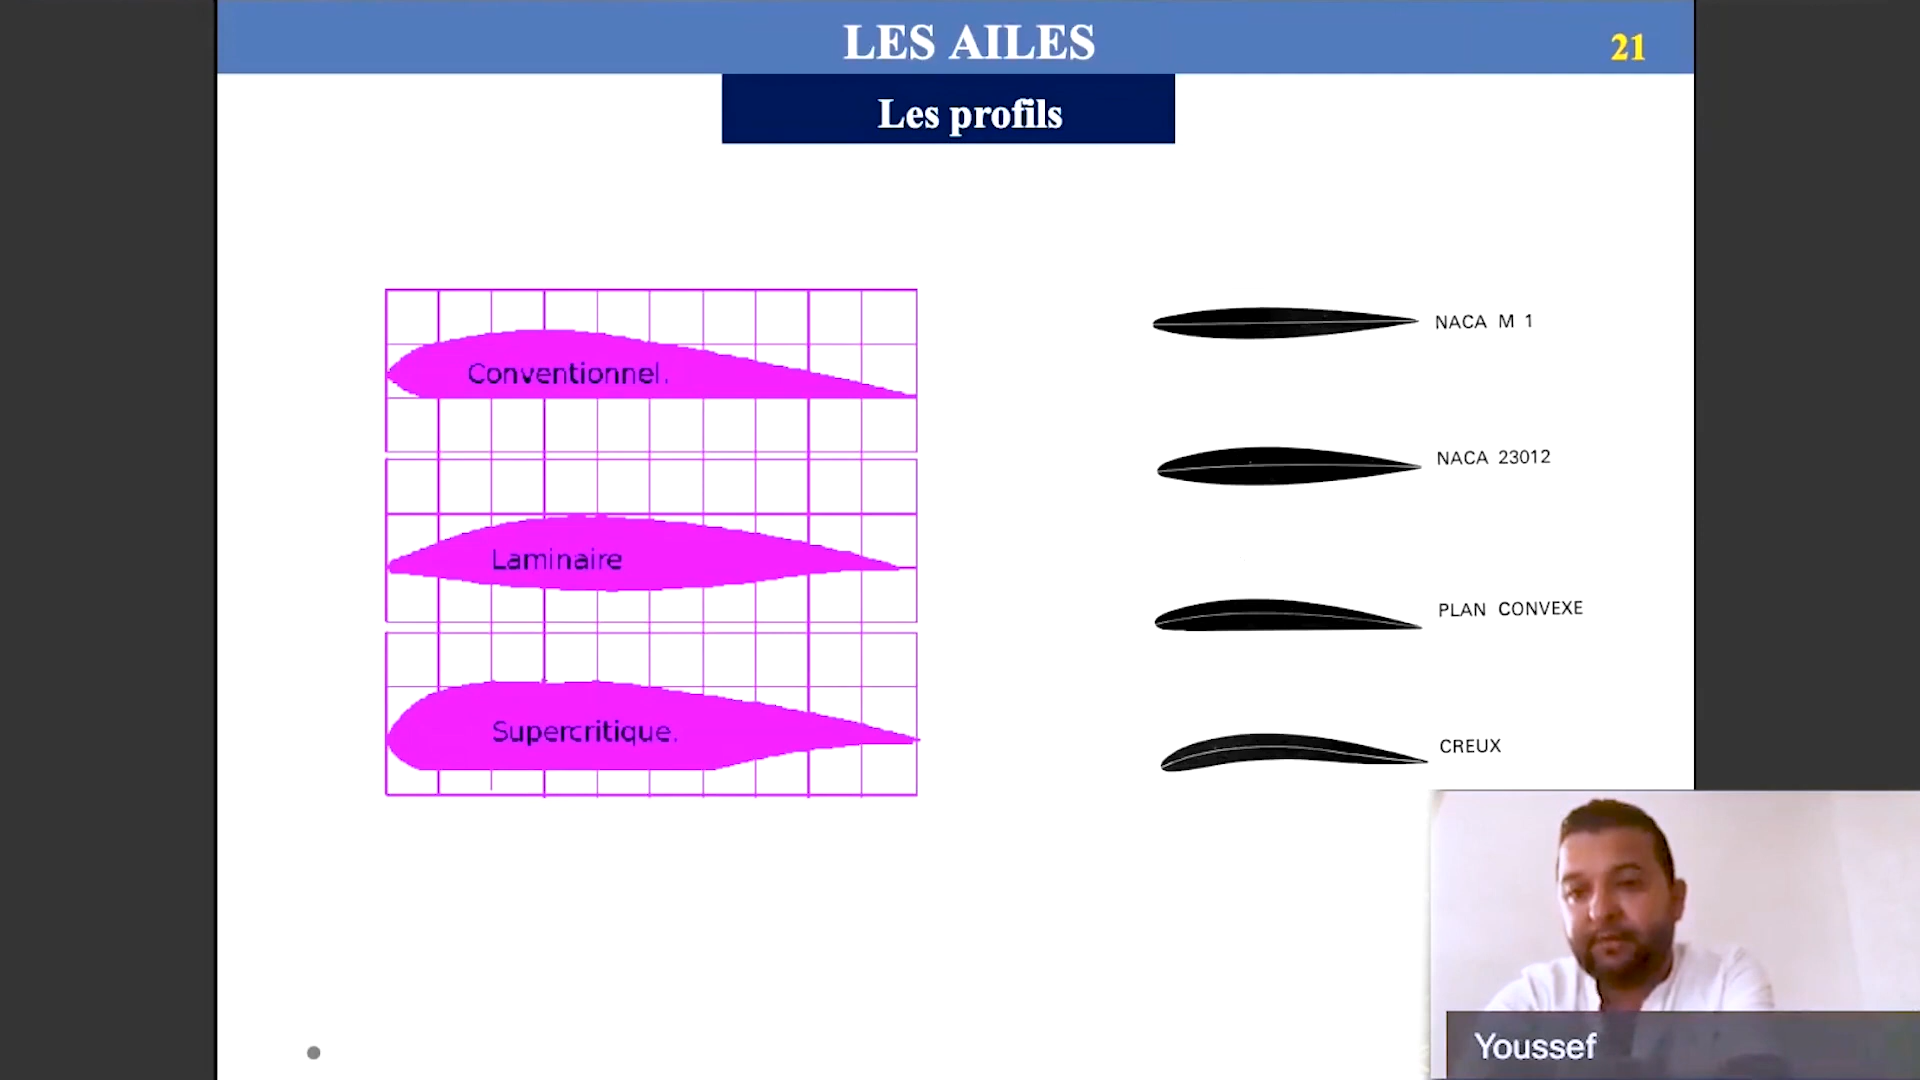 LES AILES
21
Les profils
Conventionnel.
Laminaire
Supercritique.
NACA M 1
NACA 23012
PLAN CONVEXE
CREUX
Youssef